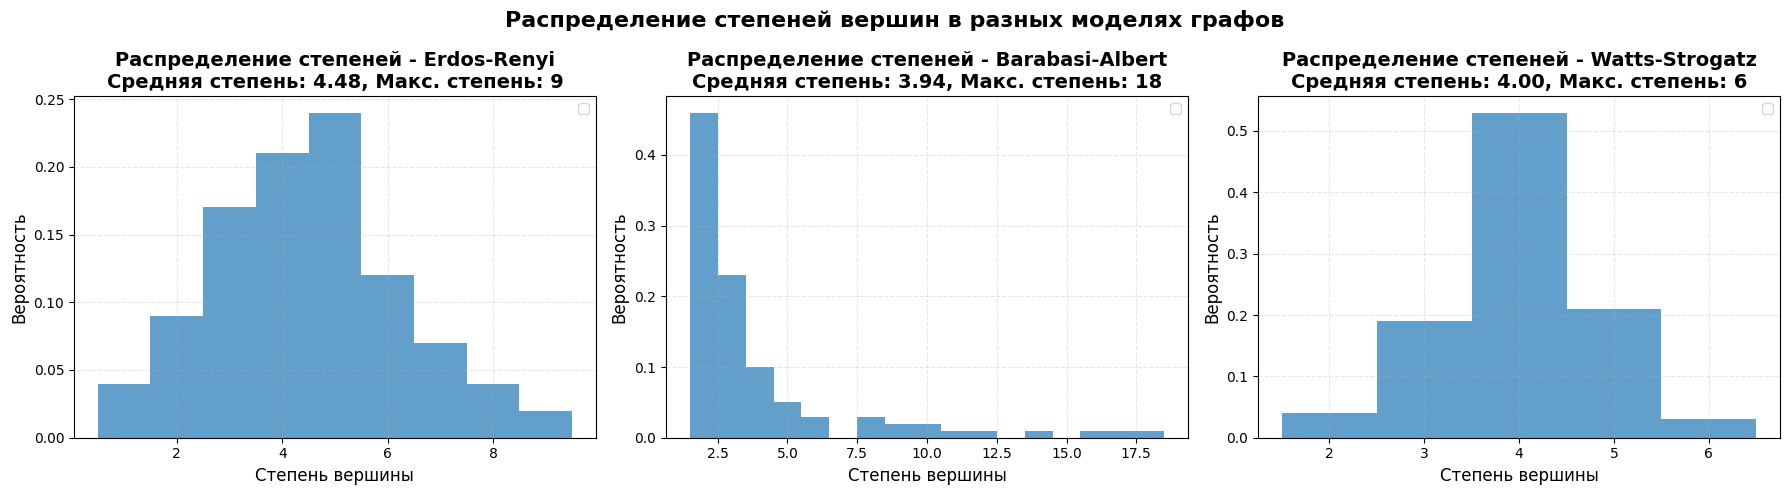 Распределение степеней вершин в разных моделях графов
Распределение степеней - Erdos-Renyi
Средняя степень: 4.48, Макс. степень: 9
0.25
0.20
0.15
0.10
0.05
0.00
Вероятность
2 4 6 8
Степень вершины
Распределение степеней - Barabasi-Albert
Средняя степень: 3.94, Макс. степень: 18
0.4
0.3
0.2
0.1
0.0
Вероятность
2.5 5.0 7.5 10.0 12.5 15.0 17.5
Степень вершины
Распределение степеней - Watts-Strogatz
Средняя степень: 4.00, Макс. степень: 6
0.5
0.4
0.3
0.2
0.1
0.0
Вероятность
2 3 4 5 6
Степень вершины